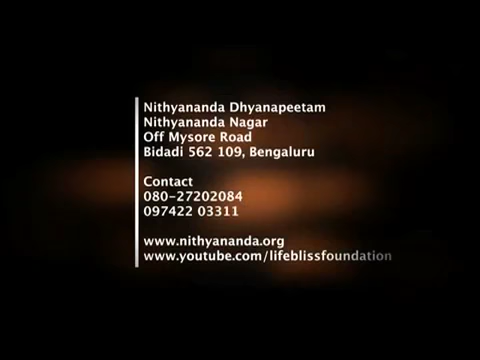 Nithyananda Dhyanapeetam
Nithyananda Nagar
Off Mysore Road
Bidadi 562 109, Bengaluru
Contact
080-27202084
097422 03311
www.nithyananda.org
www.youtube.com/lifeblissfoundation